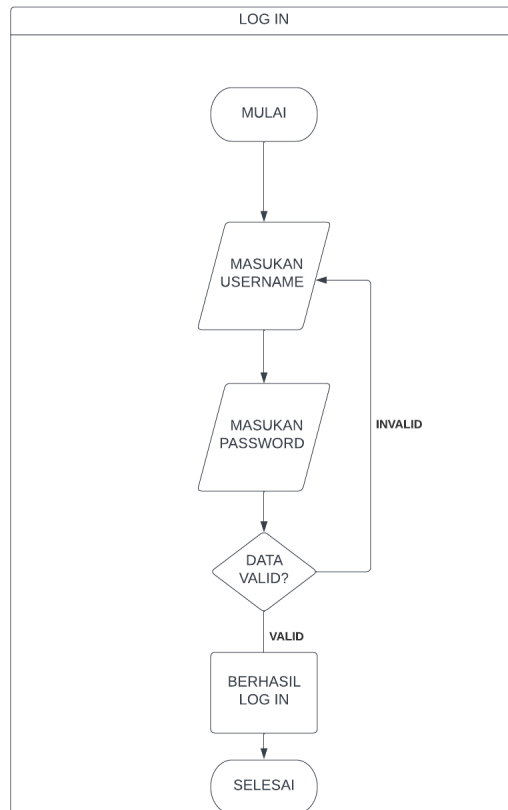 LOG IN
MULAI
MASUKAN
USERNAME
MASUKAN
PASSWORD
INVALID
DATA
VALID?
VALID
BERHASIL
LOG IN
SELESAI